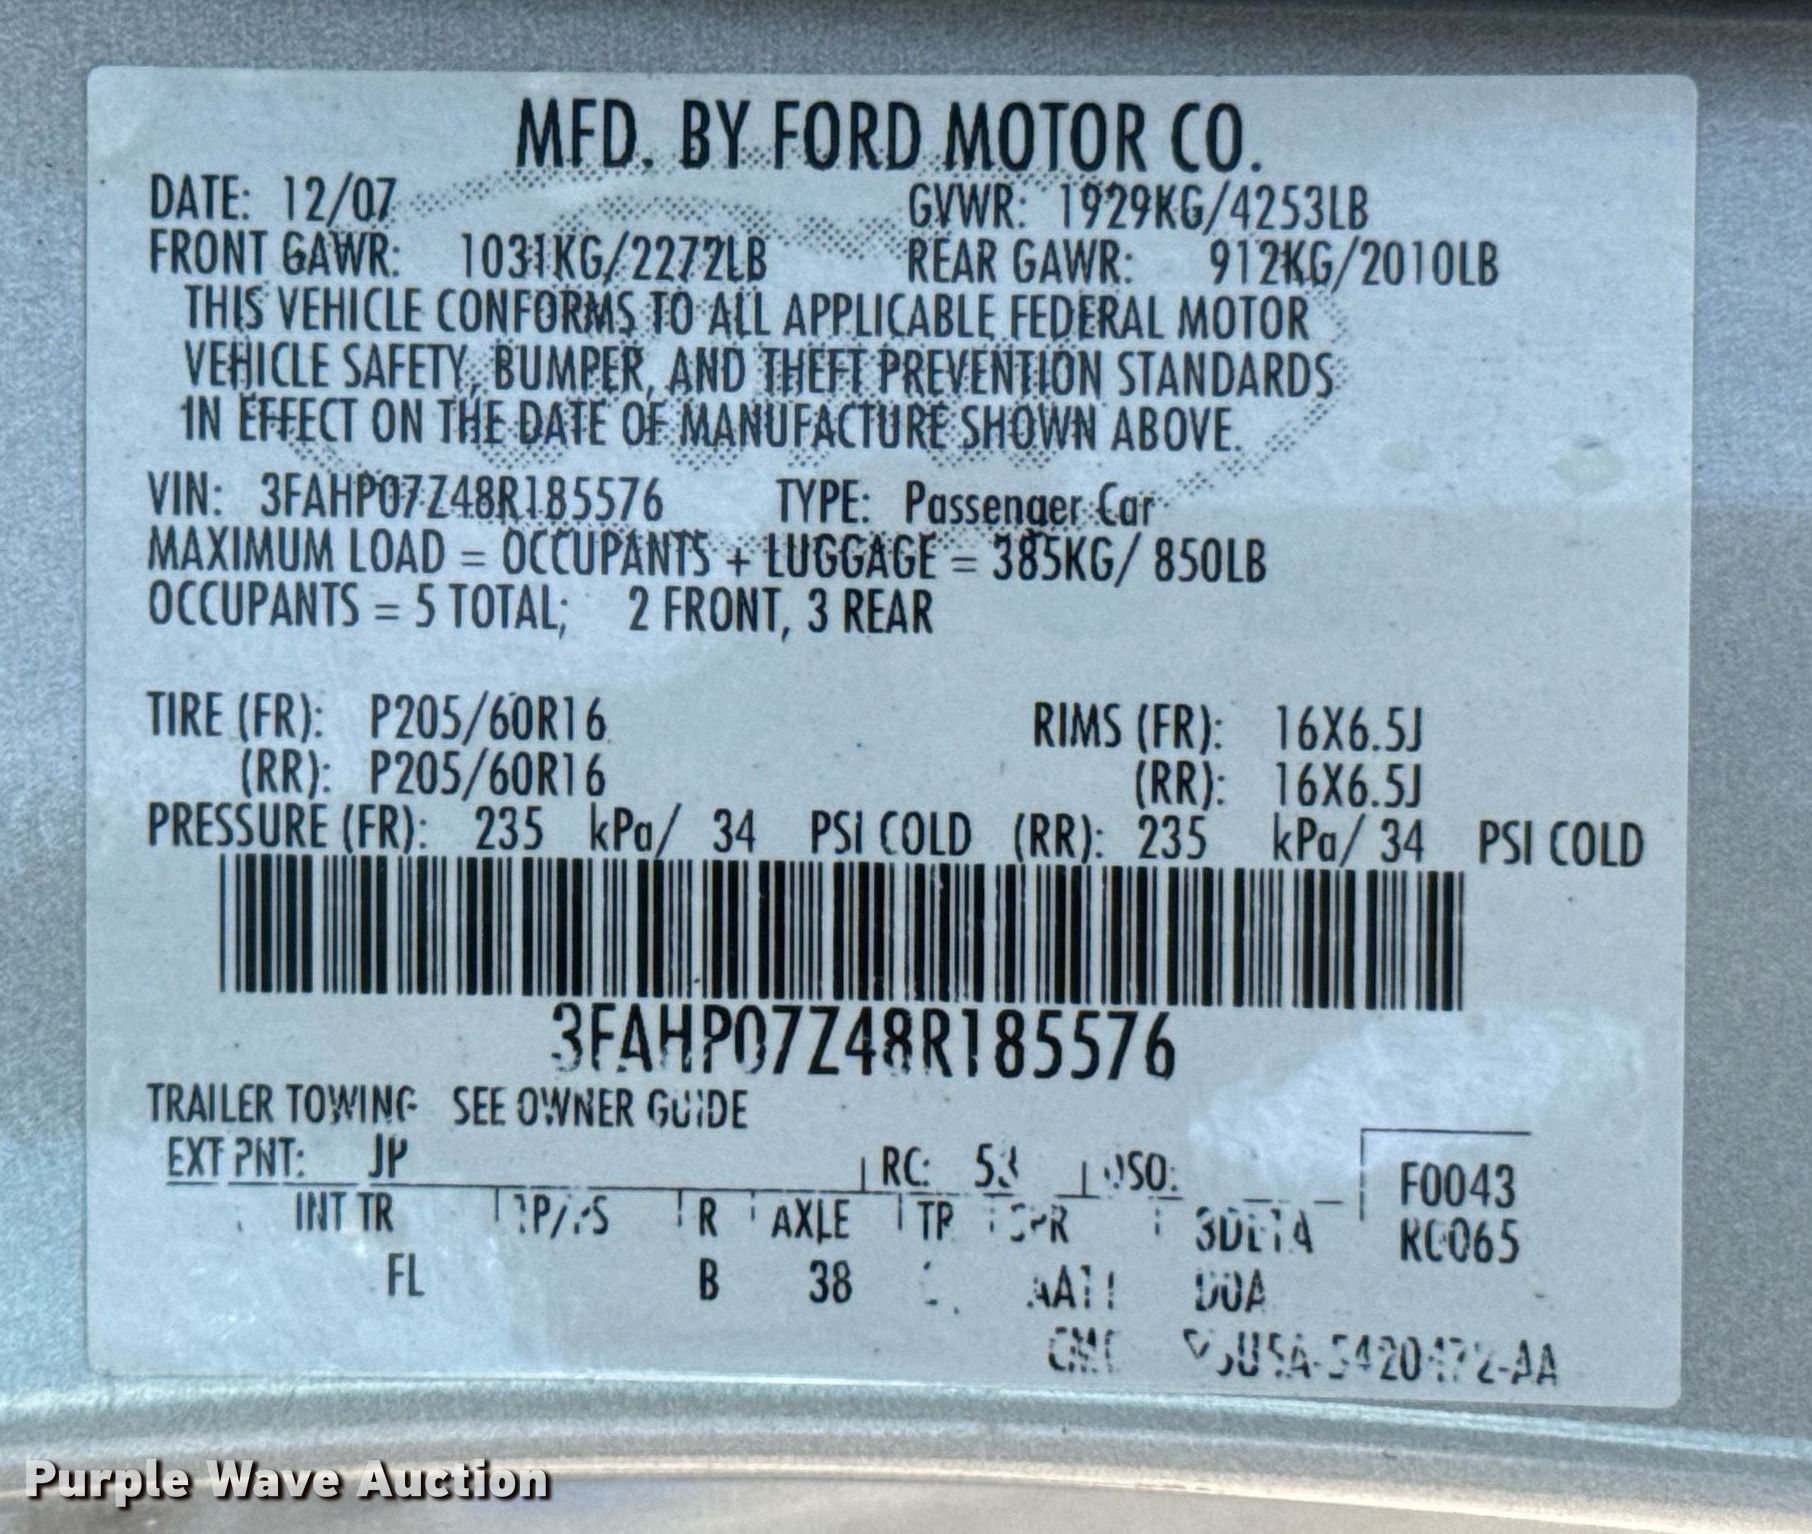 MFD. BY FORD MOTOR CO.
DATE: 12/07 GVWR: 1929KG/4253LB
FRONT GAWR: 1031KG/2272LB REAR GAWR: 912KG/2010LB
THIS VEHICLE CONFORMS TO ALL APPLICABLE FEDERAL MOTOR
VEHICLE SAFETY, BUMPER, AND THEFT PREVENTION STANDARDS
IN EFFECT ON THE DATE OF MANUFACTURE SHOWN ABOVE.
VIN: 3FAHP07Z48R185576 TYPE: Passenger Car
MAXIMUM LOAD = OCCUPANTS + LUGGAGE = 385KG/ 850LB
OCCUPANTS = 5 TOTAL; 2 FRONT, 3 REAR
TIRE (FR): P205/60R16 RIMS (FR): 16X6.5J
(RR): P205/60R16 (RR): 16X6.5J
PRESSURE (FR): 235 kPa/ 34 PSI COLD (RR): 235 kPa/ 34 PSI COLD
3FAHP07Z48R185576
TRAILER TOWING SEE OWNER GUIDE
EXT PNT: JP RC: 53 DSO: F0043
INT TR TP/PS R AXLE TR SPR RC065
FL B 38
Purple Wave Auction